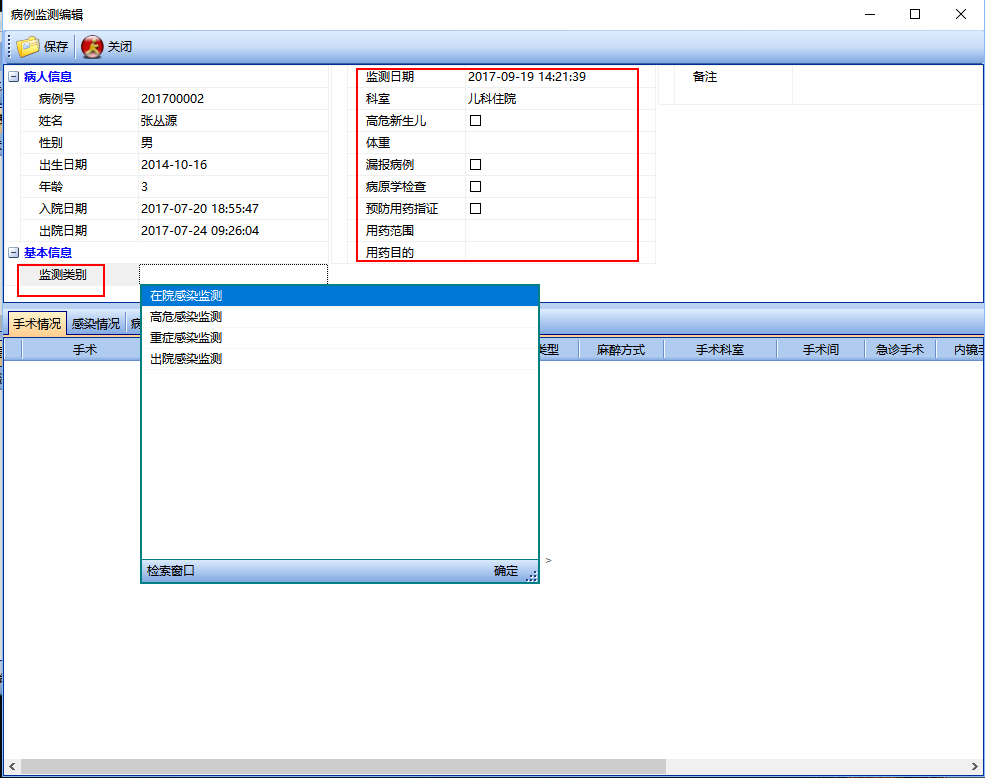 病例监测编辑
保存 关闭
病人信息
病例号 201700002
姓名 张丛源
性别 男
出生日期 2014-10-16
年龄 3
入院日期 2017-07-20 18:55:47
出院日期 2017-07-24 09:26:04
基本信息
监测类别
监测日期 2017-09-19 14:21:39
科室 儿科住院
高危新生儿
体重
漏报病例
病原学检查
预防用药指证
用药范围
用药目的
备注
在院感染监测
高危感染监测
重症感染监测
出院感染监测
检索窗口 确定
>
手术情况 感染情况 病
手术 类型 麻醉方式 手术科室 手术间 急诊手术 内镜手